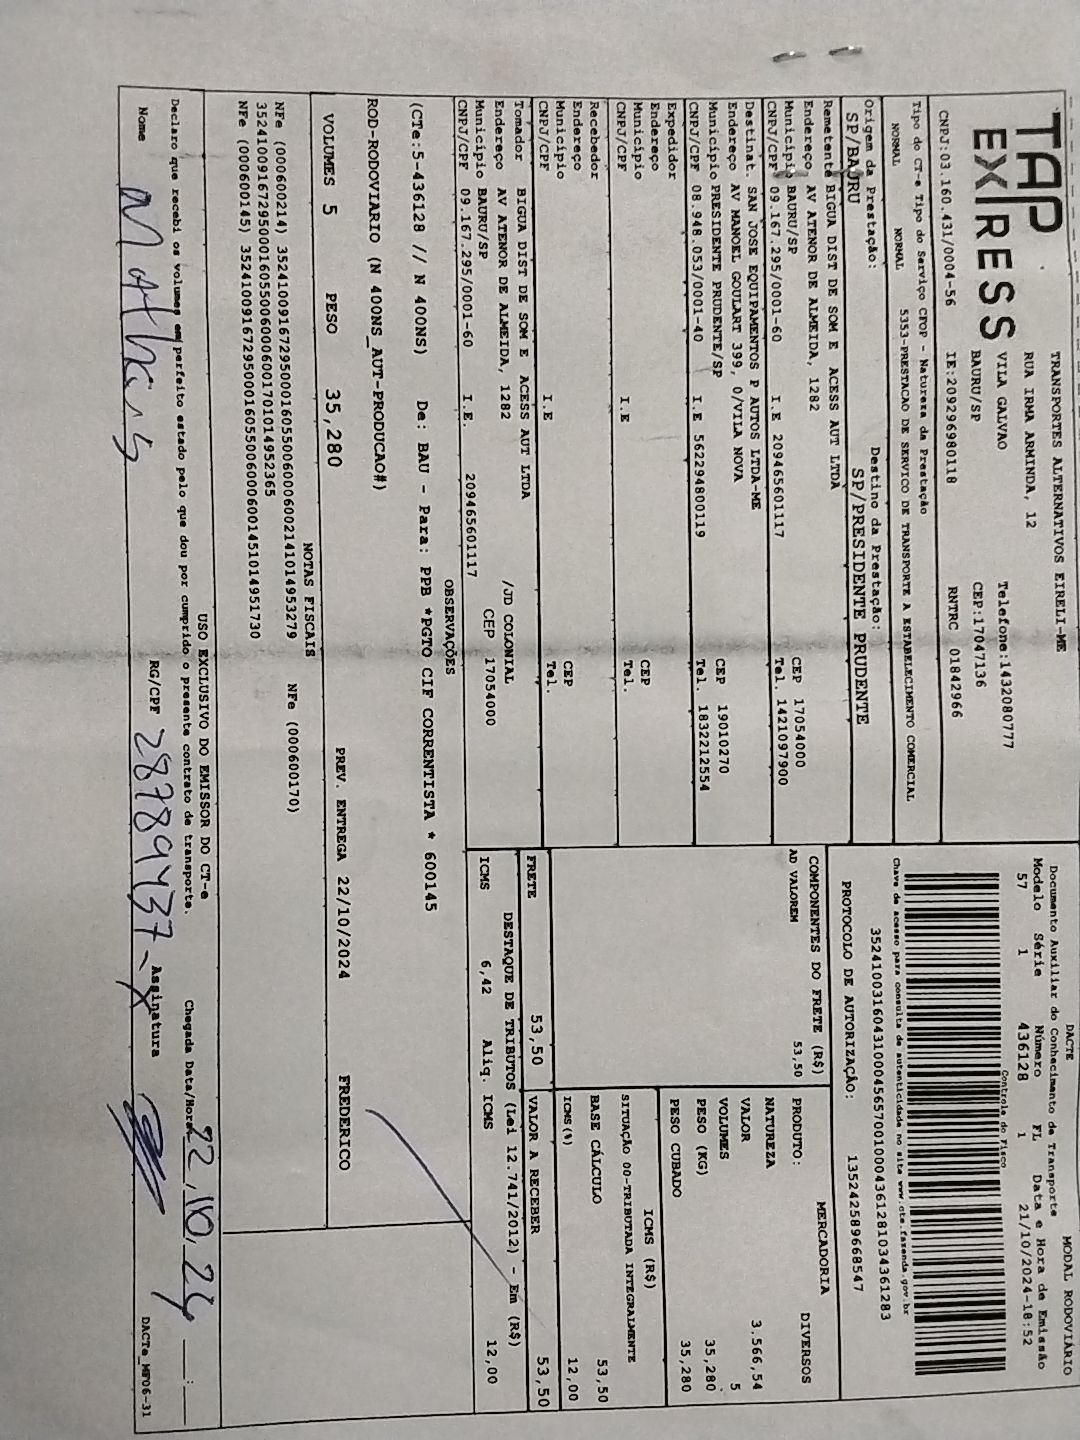 TAP EXPRESS
TRANSPORTES ALTERNATIVOS EIRELI-ME
RUA IRMA ARMINDA, 12
VILA GALVAO
BAURU/SP
Telefone:1432080777
CEP:17047136
CNPJ:03.160.431/0004-56 IE:209296980118 RNTRC 01842966
DACTE MODAL RODOVIÁRIO
Documento Auxiliar do Conhecimento de Transporte
Modelo Série Número FL Data e Hora de Emissão
57 1 436128 1 21/10/2024-18:52
Controle do Fisco
Chave de acesso para consulta de autenticidade no site www.cte.fazenda.gov.br
35241003160431000456570010004361281034361283
PROTOCOLO DE AUTORIZAÇÃO: 135242589668547
Tipo do CT-e Tipo do Serviço CFOP - Natureza da Prestação
NORMAL NORMAL 5353-PRESTACAO DE SERVICO DE TRANSPORTE A ESTABELECIMENTO COMERCIAL
Origem da Prestação: Destino da Prestação:
SP/BAURU SP/PRESIDENTE PRUDENTE
Remetente BIGUA DIST DE SOM E ACESS AUT LTDA
Endereço AV ATENOR DE ALMEIDA, 1282
Município BAURU/SP CEP 17054000
CNPJ/CPF 09.167.295/0001-60 I.E 209465601117 Tel. 1421097900
Destinat. SAN JOSE EQUIPAMENTOS P AUTOS LTDA-ME
Endereço AV MANOEL GOULART 399, 0/VILA NOVA
Município PRESIDENTE PRUDENTE/SP CEP 19010270
CNPJ/CPF 08.948.053/0001-40 I.E 562294800119 Tel. 1832212554
Expedidor
Endereço
Município CEP
CNPJ/CPF I.E Tel.
Recebedor
Endereço
Município CEP
CNPJ/CPF I.E Tel.
Tomador BIGUA DIST DE SOM E ACESS AUT LTDA
Endereço AV ATENOR DE ALMEIDA, 1282 /JD COLONIAL
Município BAURU/SP CEP 17054000
CNPJ/CPF 09.167.295/0001-60 I.E. 209465601117
COMPONENTES DO FRETE (R$)
AD VALOREM 53,50
PRODUTO: MERCADORIA
NATUREZA DIVERSOS
VALOR 3.566,54
VOLUMES 5
PESO (KG) 35,280
PESO CUBADO 35,280
ICMS (R$)
SITUAÇÃO 00-TRIBUTADA INTEGRALMENTE
BASE CÁLCULO 53,50
ICMS(%) 12,00
FRETE 53,50 VALOR A RECEBER 53,50
DESTAQUE DE TRIBUTOS (Lei 12.741/2012) - Em (R$)
ICMS 6,42 Aliq. ICMS 12,00
OBSERVAÇÕES
(CTe:5-436128 // N 400NS) De: BAU - Para: PPB *PGTO CIF CORRENTISTA * 600145
ROD-RODOVIARIO (N 400NS_AUT-PRODUCAO#)
VOLUMES 5 PESO 35,280 PREV. ENTREGA 22/10/2024 FREDERICO
NOTAS FISCAIS
NFe (000600214) 35241009167295000160550060006002141014953279 NFe (000600170)
35241009167295000160550060006001701014952365
NFe (000600145) 35241009167295000160550060006001451014951730
USO EXCLUSIVO DO EMISSOR DO CT-e
Declaro que recebi os volumes em perfeito estado pelo que dou por cumprido o presente contrato de transporte. Chegada Data/Hora 22,10,24 __:__
Nome Matheus RG/CPF 28789437-X Assinatura
DACTe_MF06-31